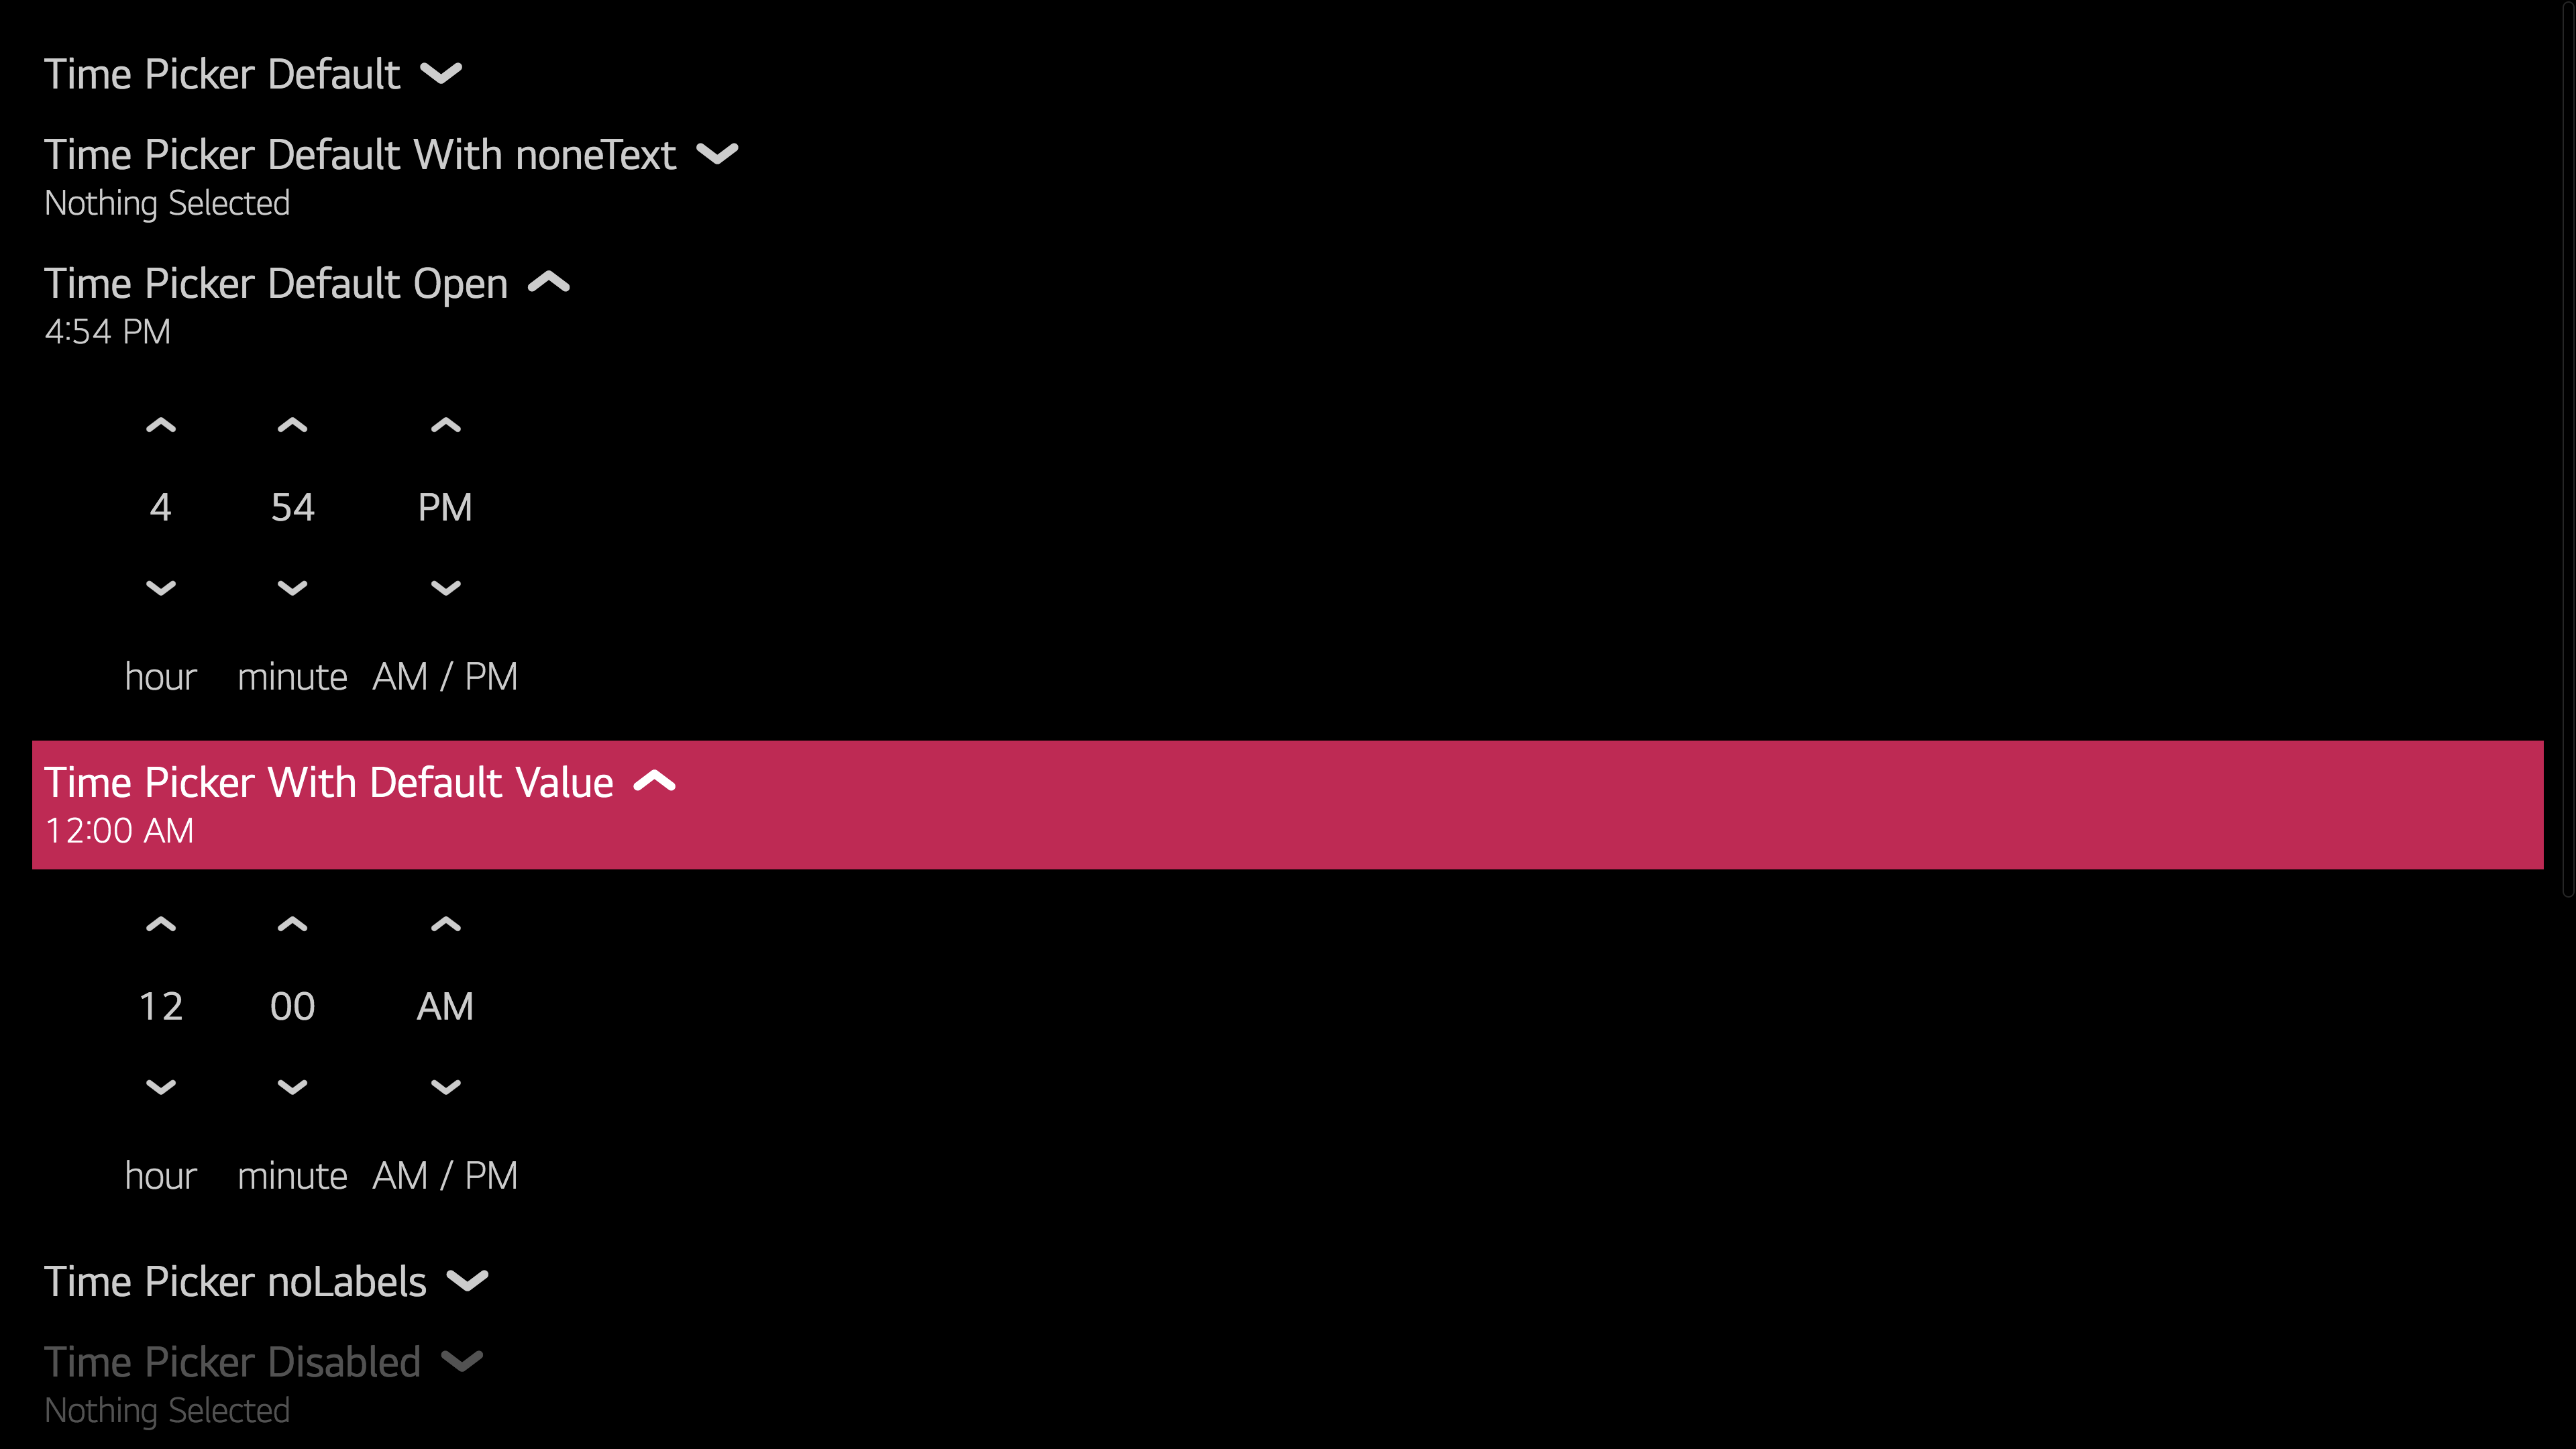 Time Picker Default
Time Picker Default With noneText
Nothing Selected
Time Picker Default Open
4:54 PM
4 54 PM
hour minute AM / PM
Time Picker With Default Value
12:00 AM
12 00 AM
hour minute AM / PM
Time Picker noLabels
Time Picker Disabled
Nothing Selected